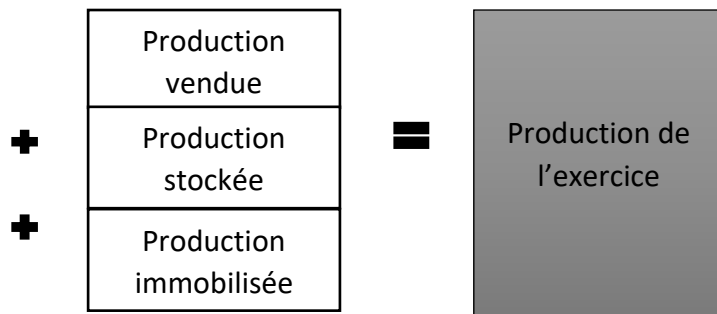 Production
vendue
+
Production
stockée
=
Production de
l’exercice
+
Production
immobilisée